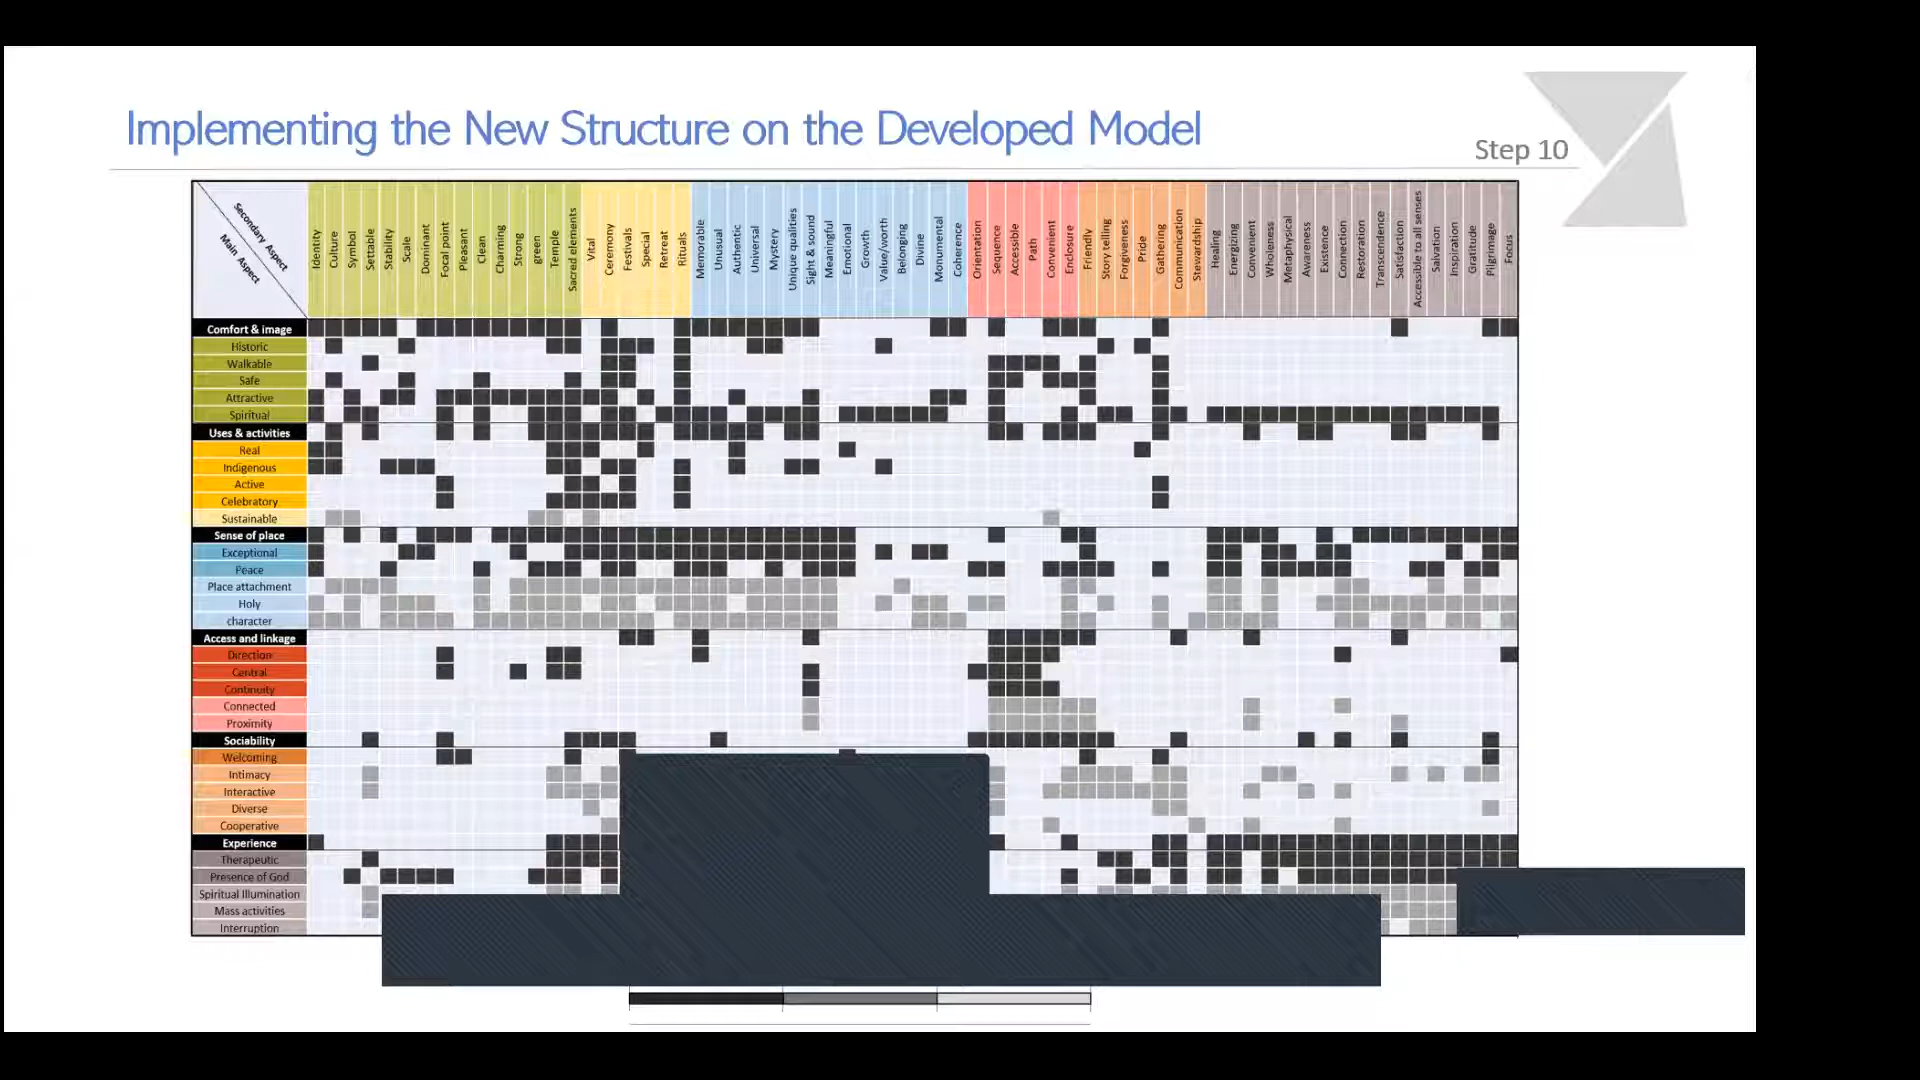 Implementing the New Structure on the Developed Model
Step 10
Secondary Aspect
Main Aspect
Identity
Culture
Symbol
Settable
Stability
Scale
Dominant
Focal point
Pleasant
Clean
Charming
Strong
green
Temple
Sacred elements
Vital
Ceremony
Festivals
Special
Retreat
Rituals
Memorable
Unusual
Authentic
Universal
Mystery
Unique qualities
Sight & sound
Meaningful
Emotional
Growth
Value/worth
Belonging
Divine
Monumental
Coherence
Orientation
Sequence
Accessible
Path
Convenient
Enclosure
Friendly
Story telling
Forgiveness
Pride
Gathering
Communication
Stewardship
Healing
Energizing
Convenient
Wholeness
Metaphysical
Awareness
Existence
Connection
Restoration
Transcendence
Satisfaction
Accessible to all senses
Salvation
Inspiration
Gratitude
Pilgrimage
Focus
Comfort & image
Historic
Walkable
Safe
Attractive
Spiritual
Uses & activities
Real
Indigenous
Active
Celebratory
Sustainable
Sense of place
Exceptional
Peace
Place attachment
Holy
character
Access and linkage
Direction
Central
Continuity
Connected
Proximity
Sociability
Welcoming
Intimacy
Interactive
Diverse
Cooperative
Experience
Therapeutic
Presence of God
Spiritual Illumination
Mass activities
Interruption